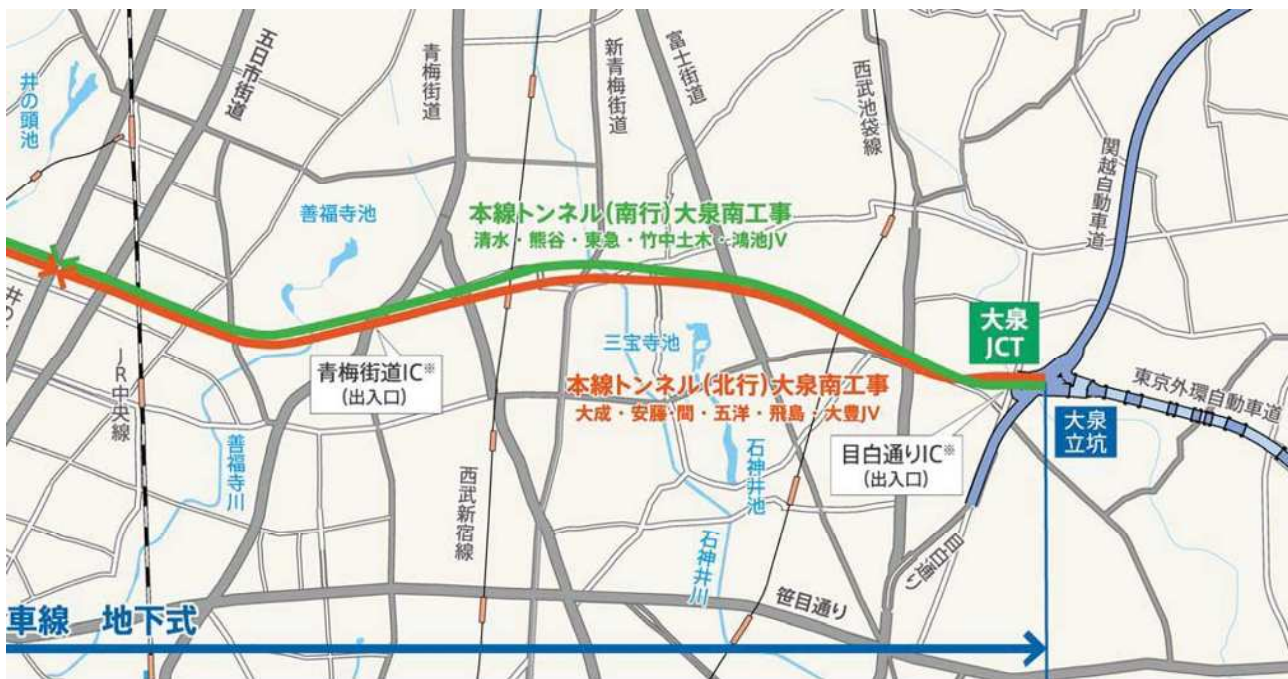 井の頭池
五日市街道
青梅街道
新青梅街道
富士街道
西武池袋線
関越自動車道
善福寺池
本線トンネル(南行)大泉南工事
清水・熊谷・東急・竹中土木・鴻池JV
井の
JR中央線
青梅街道IC※
(出入口)
三宝寺池
本線トンネル(北行)大泉南工事
大成・安藤・間・五洋・飛島・大豊JV
大泉
JCT
東京外環自動車道
大泉
立坑
目白通りIC※
(出入口)
善福寺川
西武新宿線
石神井池
石神井川
目白通り
笹目通り
車線 地下式